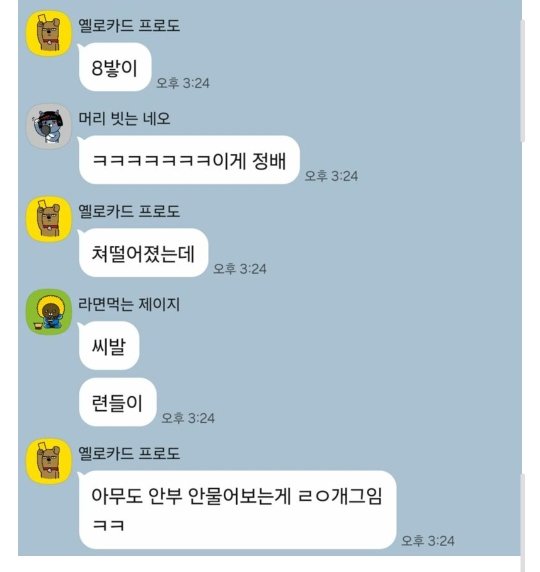 옐로카드 프로도
8밯이
오후 3:24
머리 빗는 네오
ㅋㅋㅋㅋㅋㅋㅋ이게 정배
오후 3:24
옐로카드 프로도
쳐떨어졌는데
오후 3:24
라면먹는 제이지
씨발
련들이
오후 3:24
옐로카드 프로도
아무도 안부 안물어보는게 ㄹㅇ개그임
ㅋㅋ
오후 3:24